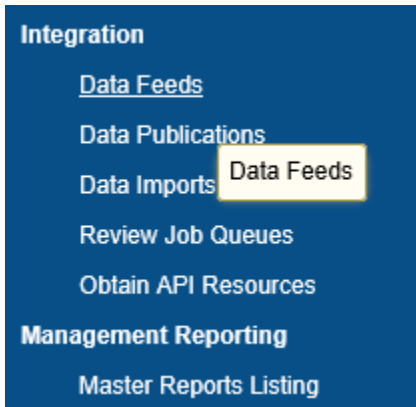 Integration
Data Feeds
Data Publications
Data Imports
Data Feeds
Review Job Queues
Obtain API Resources
Management Reporting
Master Reports Listing